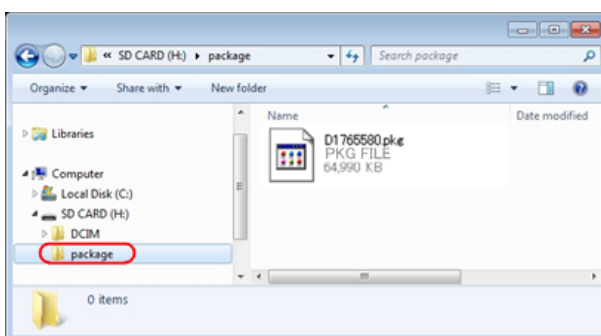 « SD CARD (H:) ▸ package
Search package
Organize Share with New folder
Name Date modified
Libraries
Computer
Local Disk (C:)
SD CARD (H:)
DCIM
package
D1765580.pkg
PKG FILE
64,990 KB
0 items